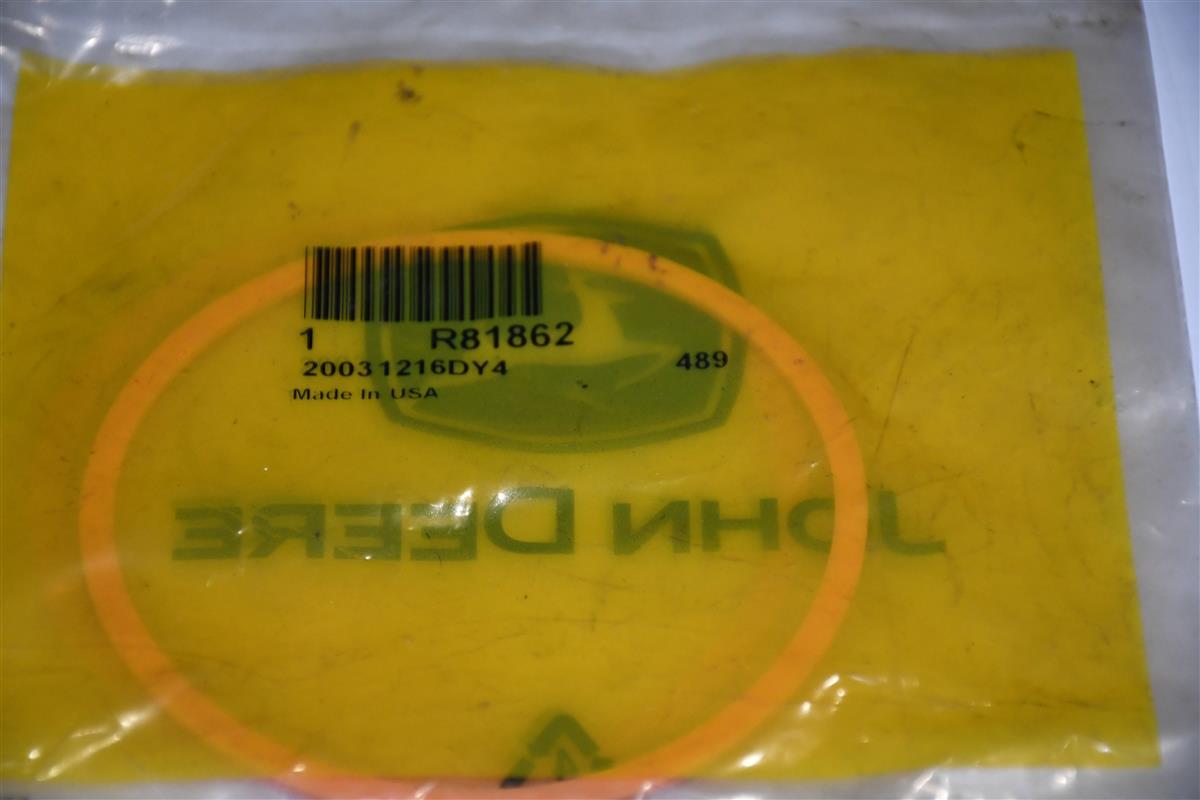 1 R81862
20031216DY4 489
Made In USA
JOHN DEERE